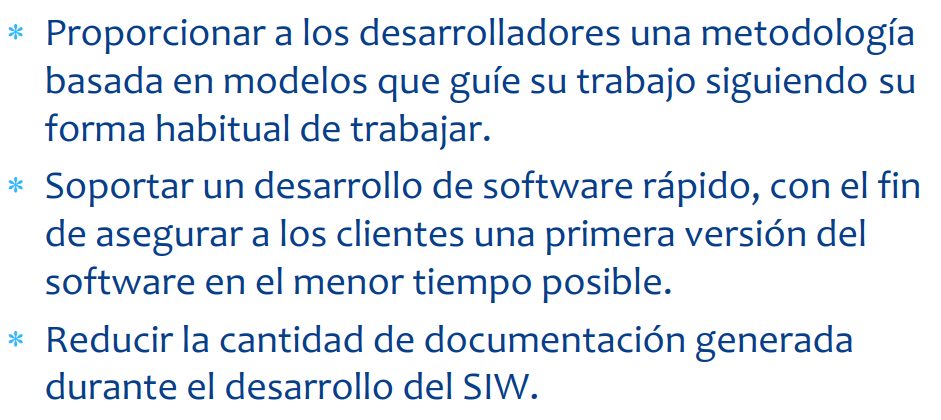 * Proporcionar a los desarrolladores una metodología
basada en modelos que guíe su trabajo siguiendo su
forma habitual de trabajar.
* Soportar un desarrollo de software rápido, con el fin
de asegurar a los clientes una primera versión del
software en el menor tiempo posible.
* Reducir la cantidad de documentación generada
durante el desarrollo del SIW.